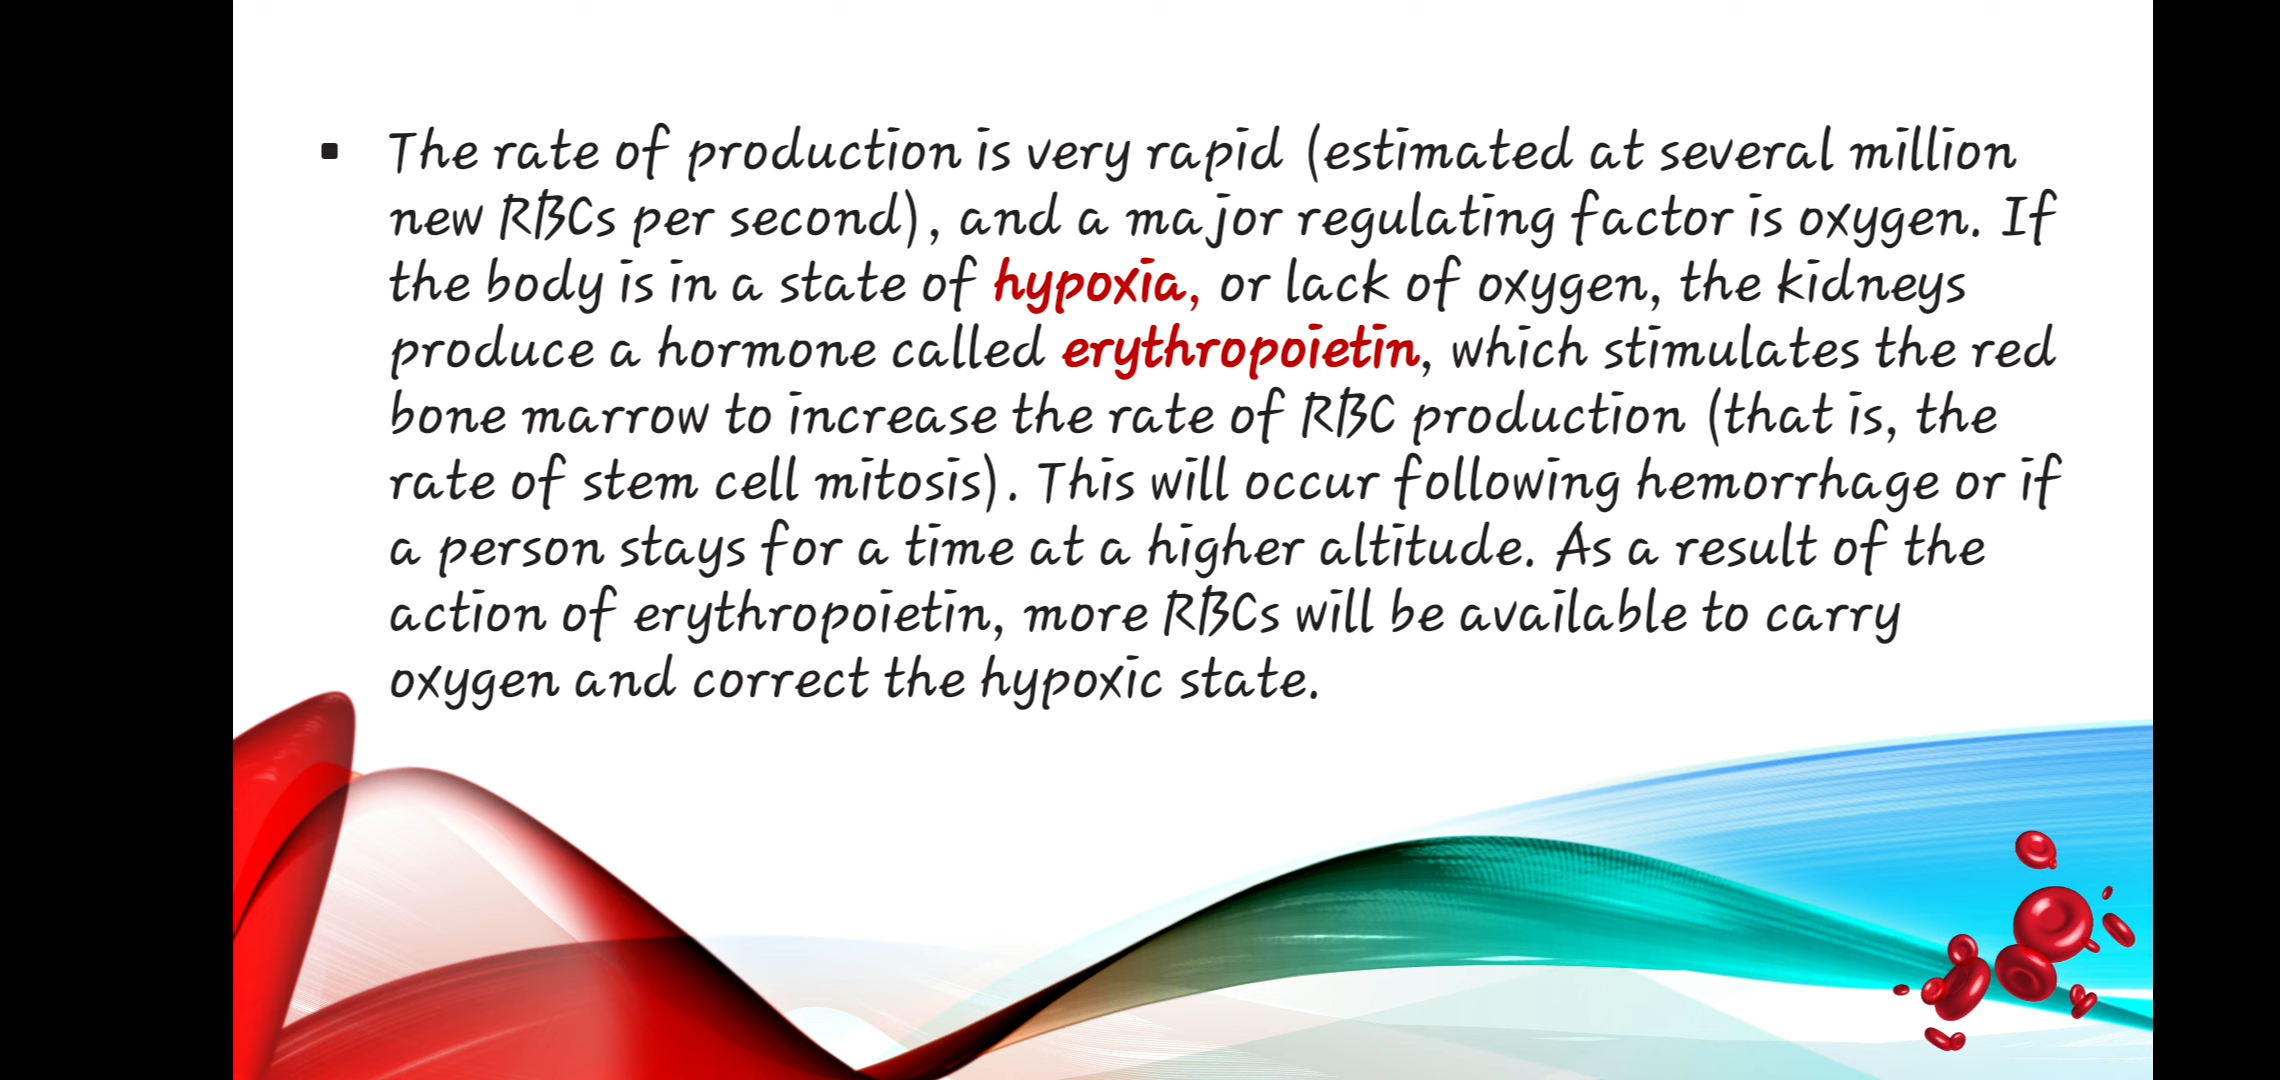 ▪ The rate of production is very rapid (estimated at several million
new RBCs per second), and a major regulating factor is oxygen. If
the body is in a state of hypoxia, or lack of oxygen, the kidneys
produce a hormone called erythropoietin, which stimulates the red
bone marrow to increase the rate of RBC production (that is, the
rate of stem cell mitosis). This will occur following hemorrhage or if
a person stays for a time at a higher altitude. As a result of the
action of erythropoietin, more RBCs will be available to carry
oxygen and correct the hypoxic state.